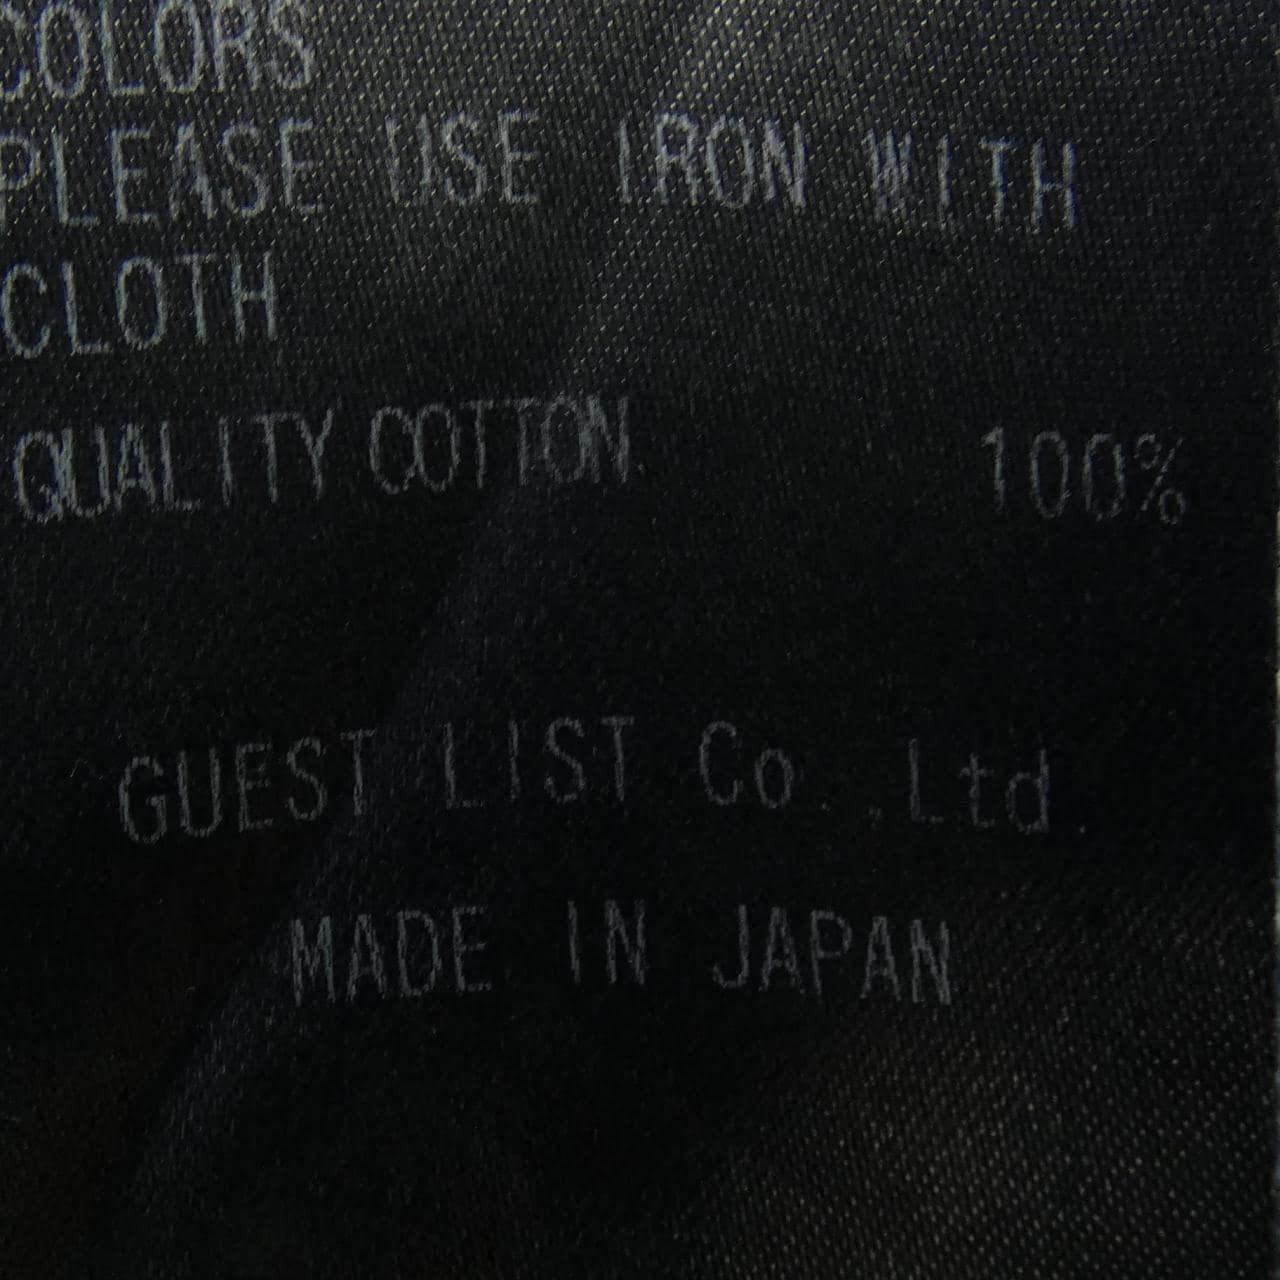 COLORS
PLEASE USE IRON WITH
CLOTH
QUALITY COTTON 100%
GUEST LIST Co.,Ltd.
MADE IN JAPAN